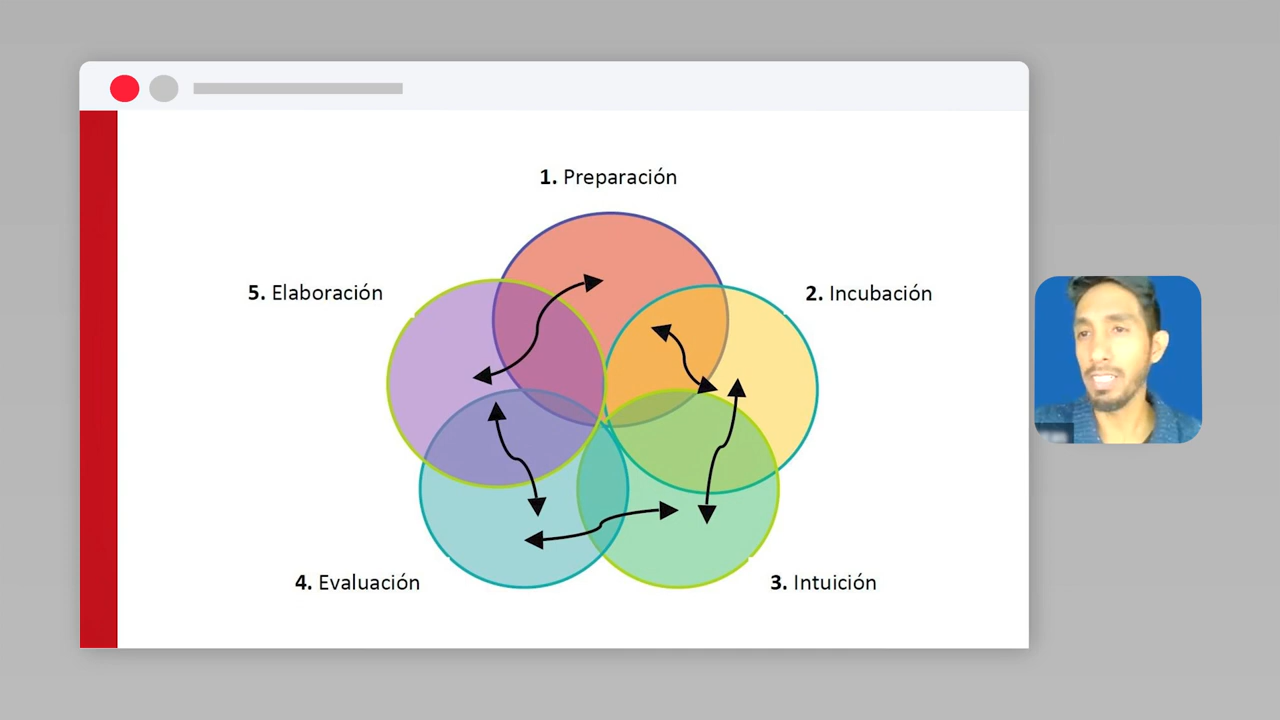 1. Preparación
2. Incubación
3. Intuición
4. Evaluación
5. Elaboración